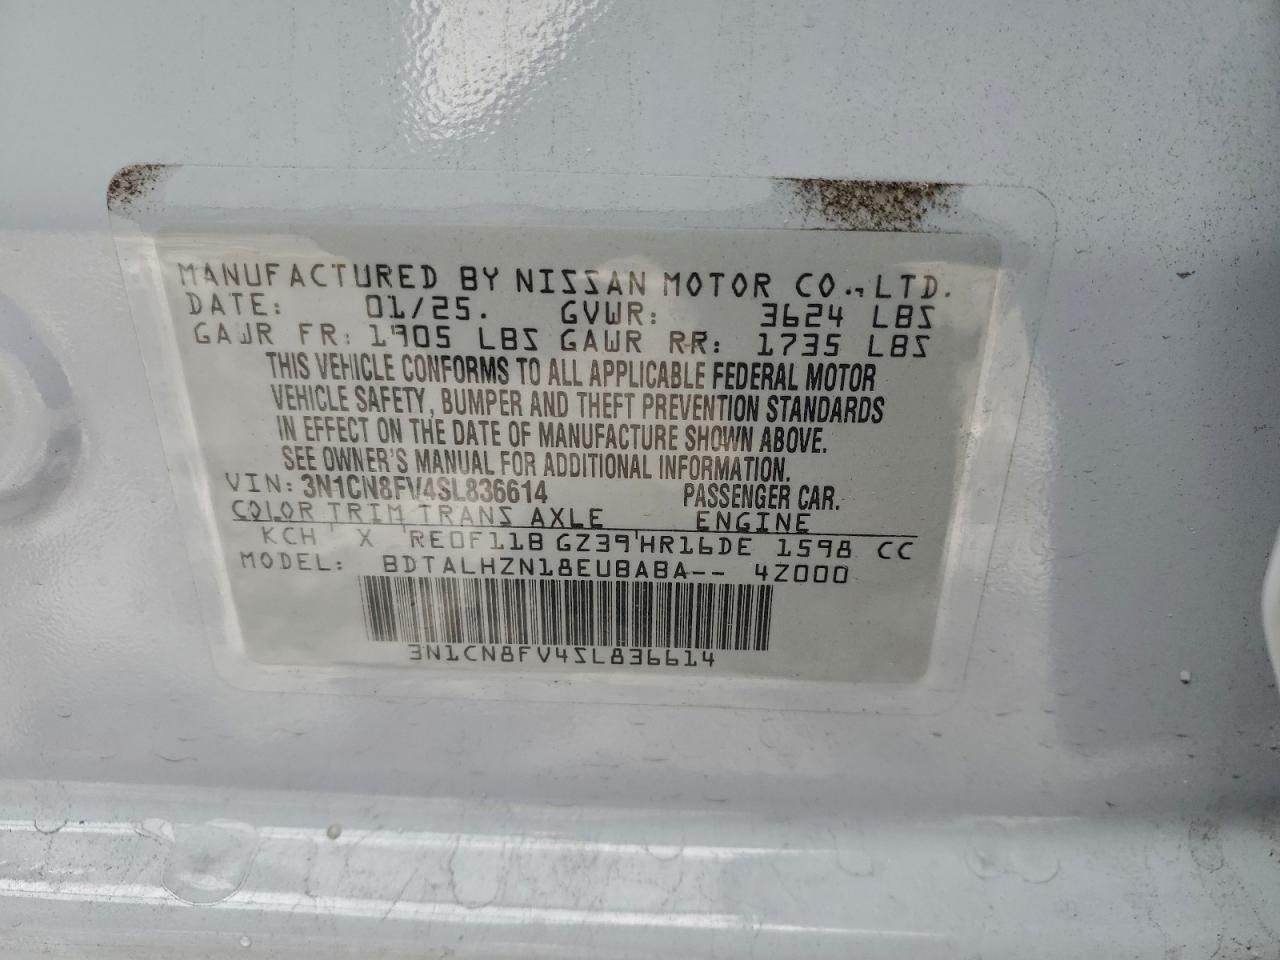 MANUFACTURED BY NISSAN MOTOR CO., LTD.
DATE: 01/25. GVWR: 3624 LBS
GAWR FR: 1905 LBS GAWR RR: 1735 LBS
THIS VEHICLE CONFORMS TO ALL APPLICABLE FEDERAL MOTOR
VEHICLE SAFETY, BUMPER AND THEFT PREVENTION STANDARDS
IN EFFECT ON THE DATE OF MANUFACTURE SHOWN ABOVE.
SEE OWNER'S MANUAL FOR ADDITIONAL INFORMATION.
VIN: 3N1CN8FV4SL836614 PASSENGER CAR.
COLOR TRIM TRANS AXLE ENGINE
KCH X RE0F11B GZ39 HR16DE 1598 CC
MODEL: BDTALHZN18EUBABA-- 4Z000
3N1CN8FV4SL836614